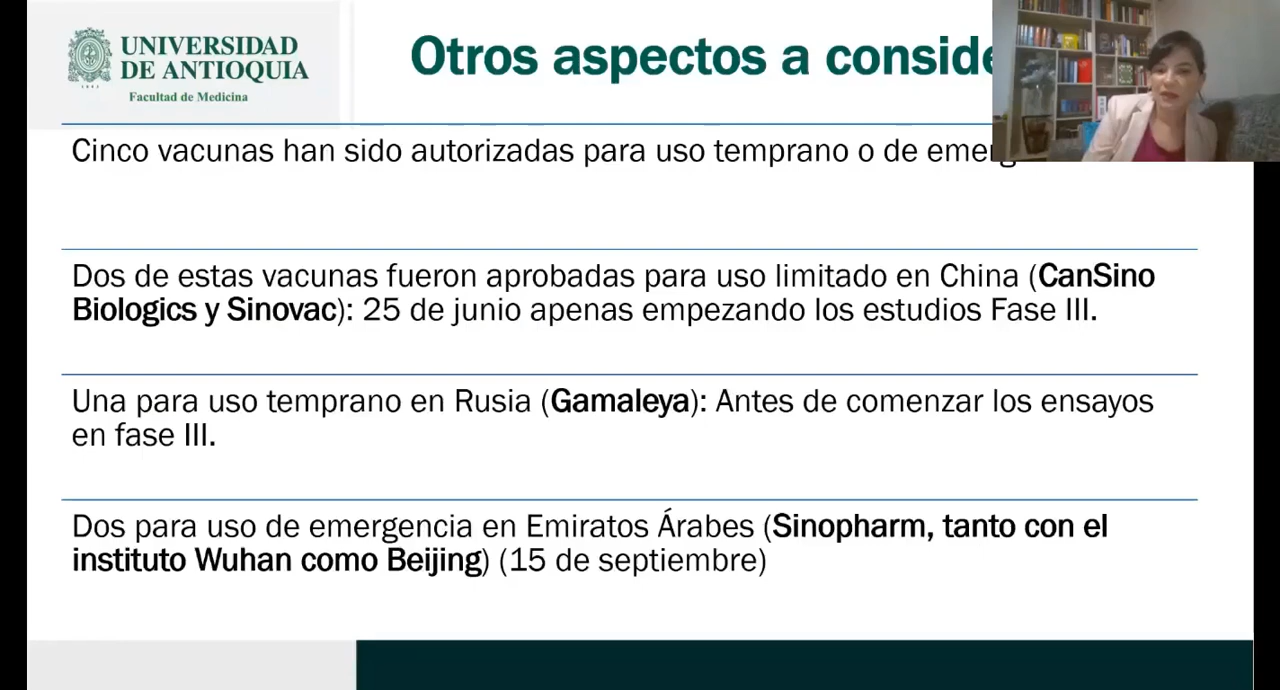 UNIVERSIDAD
DE ANTIOQUIA
Facultad de Medicina
Otros aspectos a
Cinco vacunas han sido autorizadas para uso temprano o de
Dos de estas vacunas fueron aprobadas para uso limitado en China (CanSino
Biologics y Sinovac): 25 de junio apenas empezando los estudios Fase III.
Una para uso temprano en Rusia (Gamaleya): Antes de comenzar los ensayos
en fase III.
Dos para uso de emergencia en Emiratos Árabes (Sinopharm, tanto con el
instituto Wuhan como Beijing) (15 de septiembre)